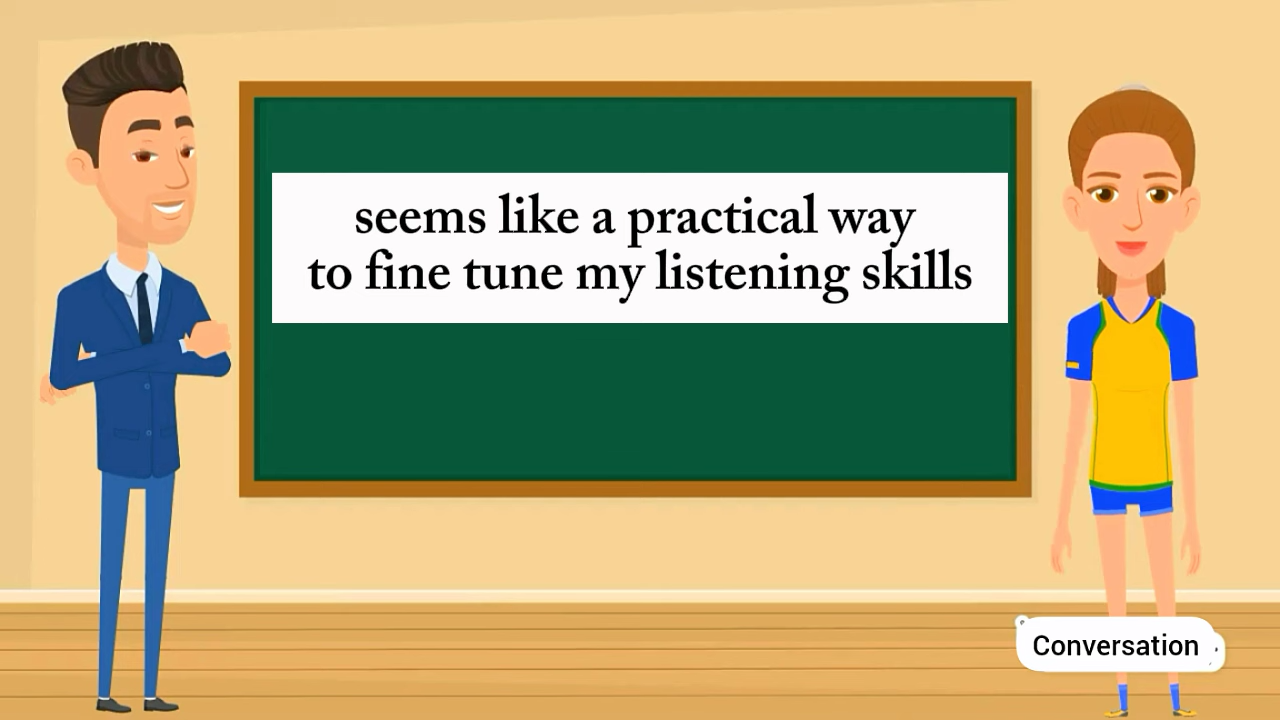 seems like a practical way
to fine tune my listening skills
Conversation